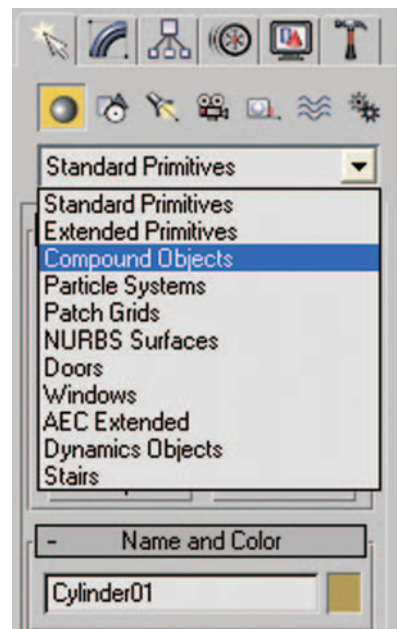 Standard Primitives
Standard Primitives
Extended Primitives
Compound Objects
Particle Systems
Patch Grids
NURBS Surfaces
Doors
Windows
AEC Extended
Dynamics Objects
Stairs
- Name and Color
Cylinder01